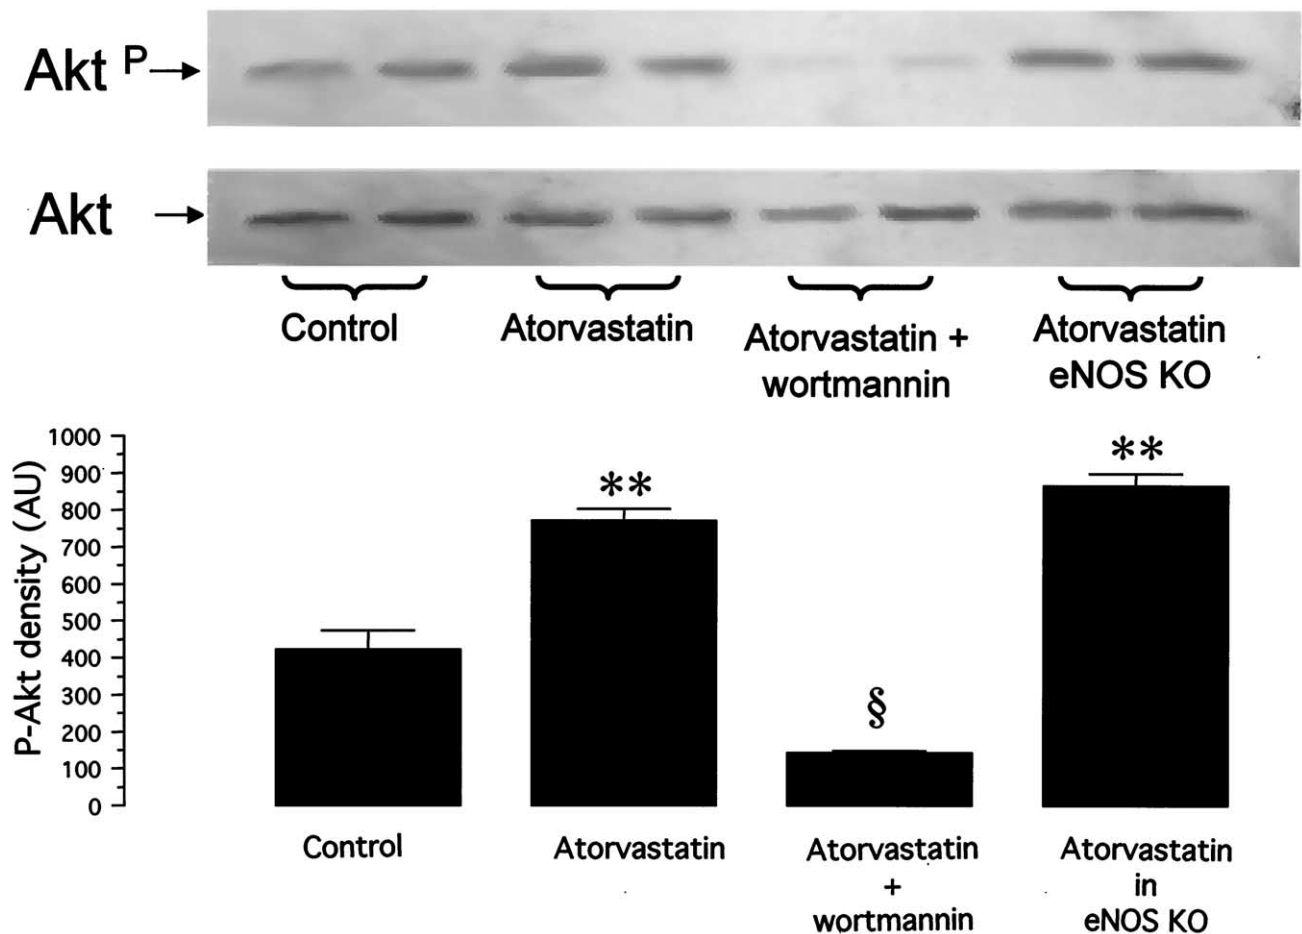 Akt P
Akt
Control
Atorvastatin
Atorvastatin +
wortmannin
Atorvastatin
eNOS KO
P-Akt density (AU)
1000
900
800
700
600
500
400
300
200
100
0
**
§
**
Control
Atorvastatin
Atorvastatin
+
wortmannin
Atorvastatin
in
eNOS KO